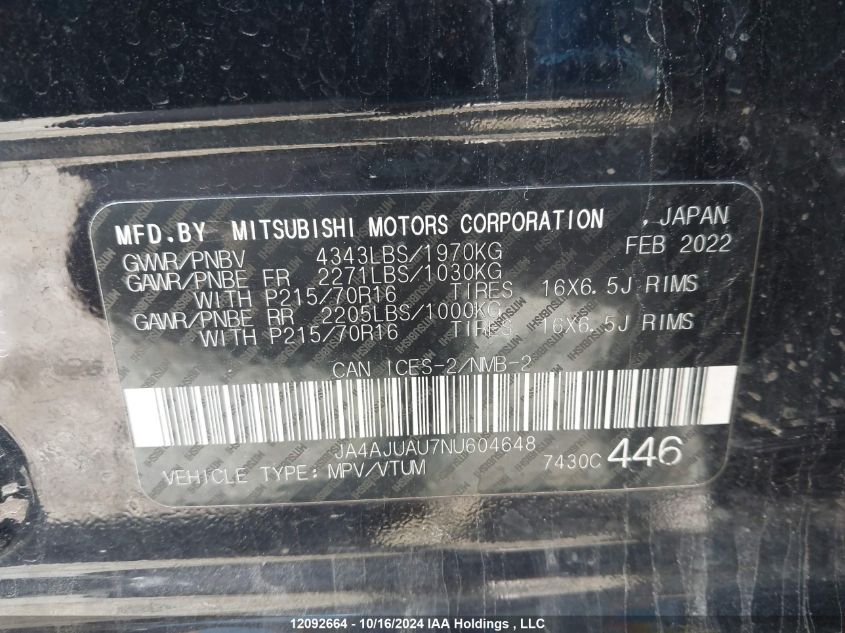 MFD.BY MITSUBISHI MOTORS CORPORATION , JAPAN
GVWR/PNBV 4343LBS/1970KG FEB 2022
GAWR/PNBE FR 2271LBS/1030KG
WITH P215/70R16 TIRES 16X6.5J RIMS
GAWR/PNBE RR 2205LBS/1000KG
WITH P215/70R16 TIRES 16X6.5J RIMS
CAN ICES-2/NMB-2
JA4AJUAU7NU604648
VEHICLE TYPE:MPV/VTUM 7430C 446
12092664 - 10/16/2024 IAA Holdings , LLC